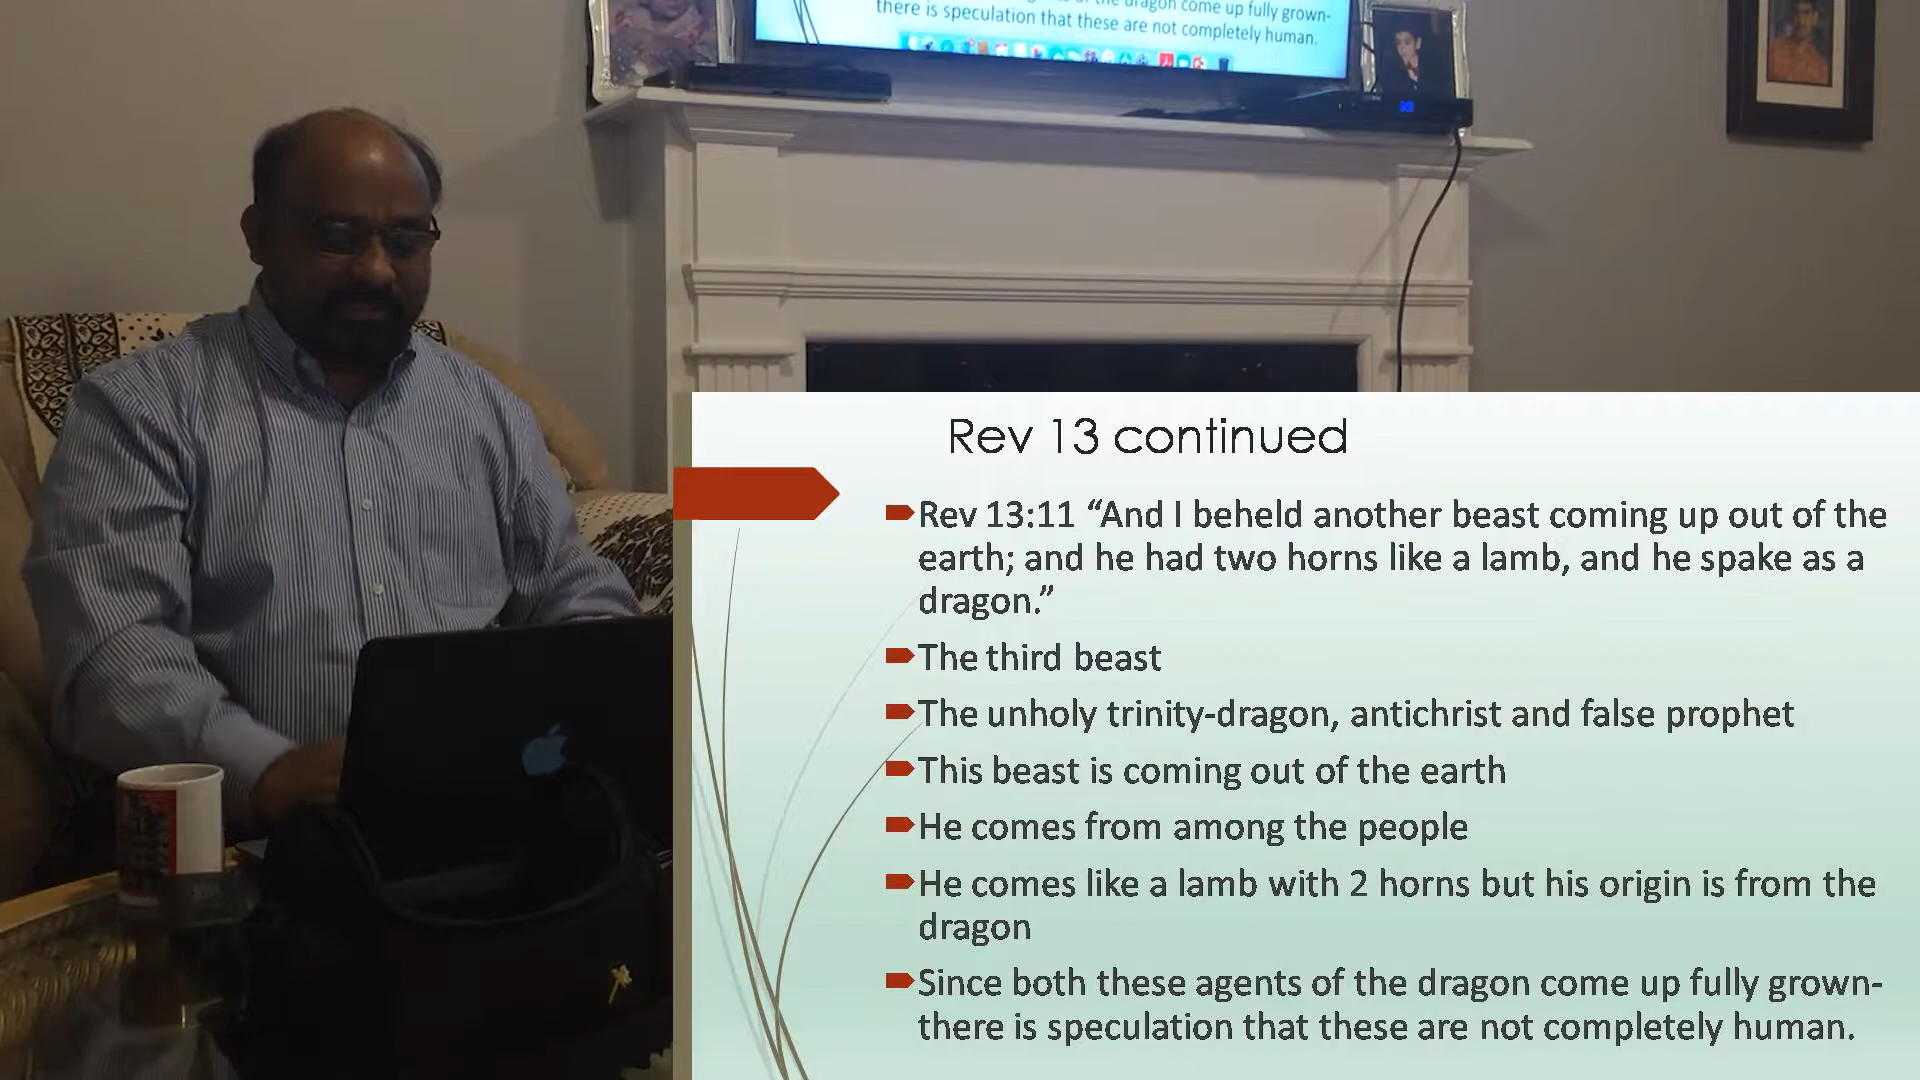 dragon come up fully grown-
there is speculation that these are not completely human.
Rev 13 continued
Rev 13:11 “And I beheld another beast coming up out of the
earth; and he had two horns like a lamb, and he spake as a
dragon.”
The third beast
The unholy trinity-dragon, antichrist and false prophet
This beast is coming out of the earth
He comes from among the people
He comes like a lamb with 2 horns but his origin is from the
dragon
Since both these agents of the dragon come up fully grown-
there is speculation that these are not completely human.